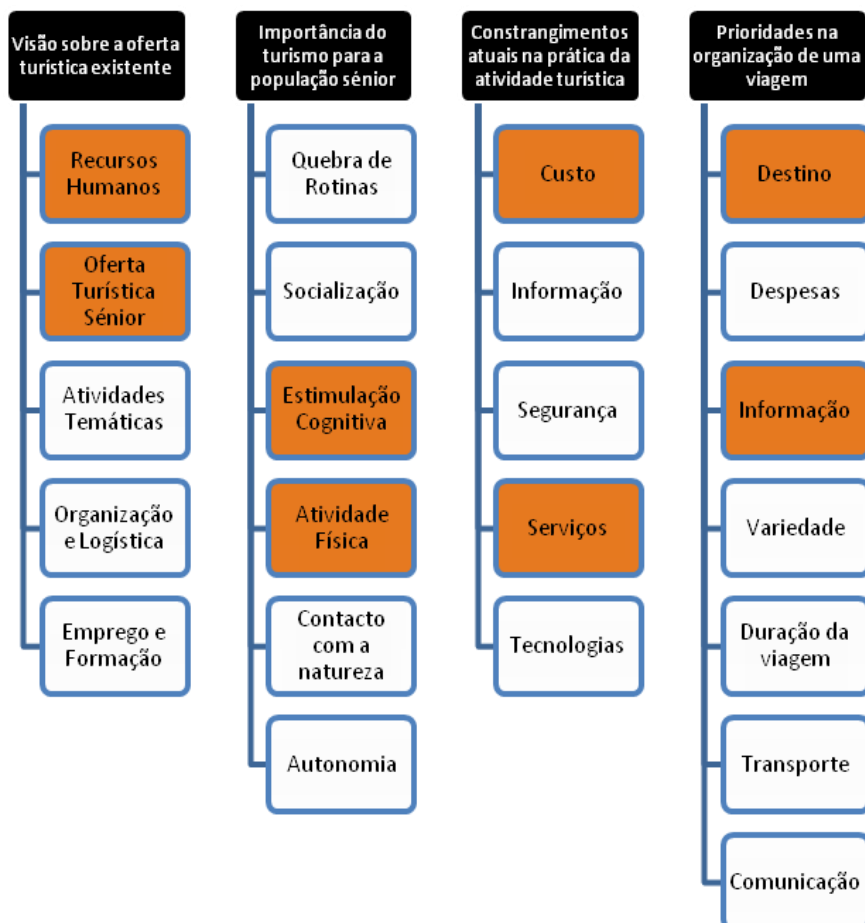 Visão sobre a oferta
turística existente
Recursos
Humanos
Oferta
Turística
Sénior
Atividades
Temáticas
Organização
e Logística
Emprego e
Formação
Importância do
turismo para a
população sénior
Quebra de
Rotinas
Socialização
Estimulação
Cognitiva
Atividade
Física
Contacto
com a
natureza
Autonomia
Constrangimentos
atuais na prática da
atividade turística
Custo
Informação
Segurança
Serviços
Tecnologias
Prioridades na
organização de uma
viagem
Destino
Despesas
Informação
Variedade
Duração da
viagem
Transporte
Comunicação